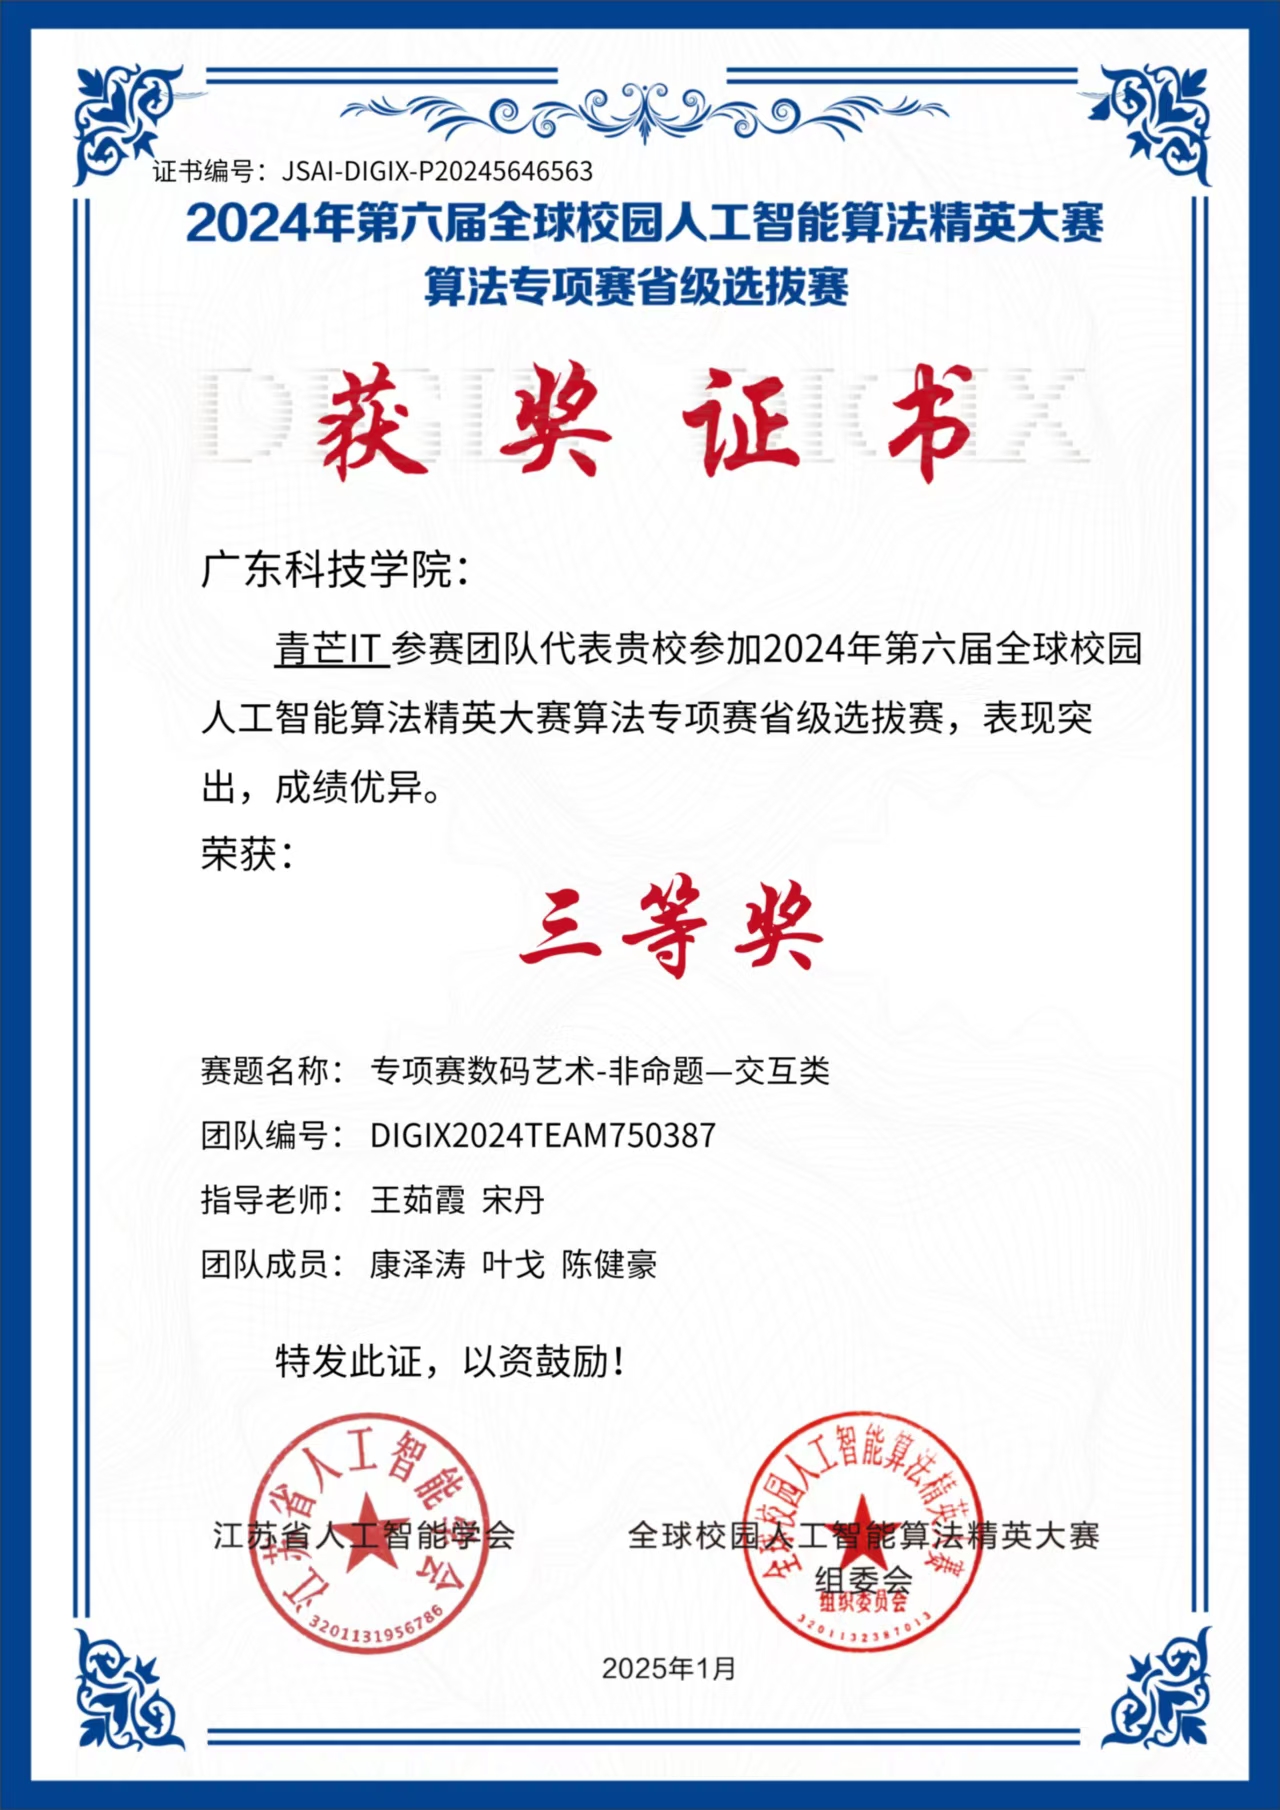 证书编号：JSAI-DIGIX-P20245646563
2024年第六届全球校园人工智能算法精英大赛
算法专项赛省级选拔赛
DIGIX DIGIX
获奖证书
广东科技学院：
青芒IT 参赛团队代表贵校参加2024年第六届全球校园
人工智能算法精英大赛算法专项赛省级选拔赛，表现突
出，成绩优异。
荣获：
三等奖
赛题名称： 专项赛数码艺术-非命题—交互类
团队编号： DIGIX2024TEAM750387
指导老师： 王茹霞 宋丹
团队成员： 康泽涛 叶戈 陈健豪
特发此证，以资鼓励！
江苏省人工智能学会
江苏省人工智能学会
3201131956786
全球校园人工智能算法精英大赛
组委会
全球校园人工智能算法精英大赛
组织委员会
3201132387013
2025年1月